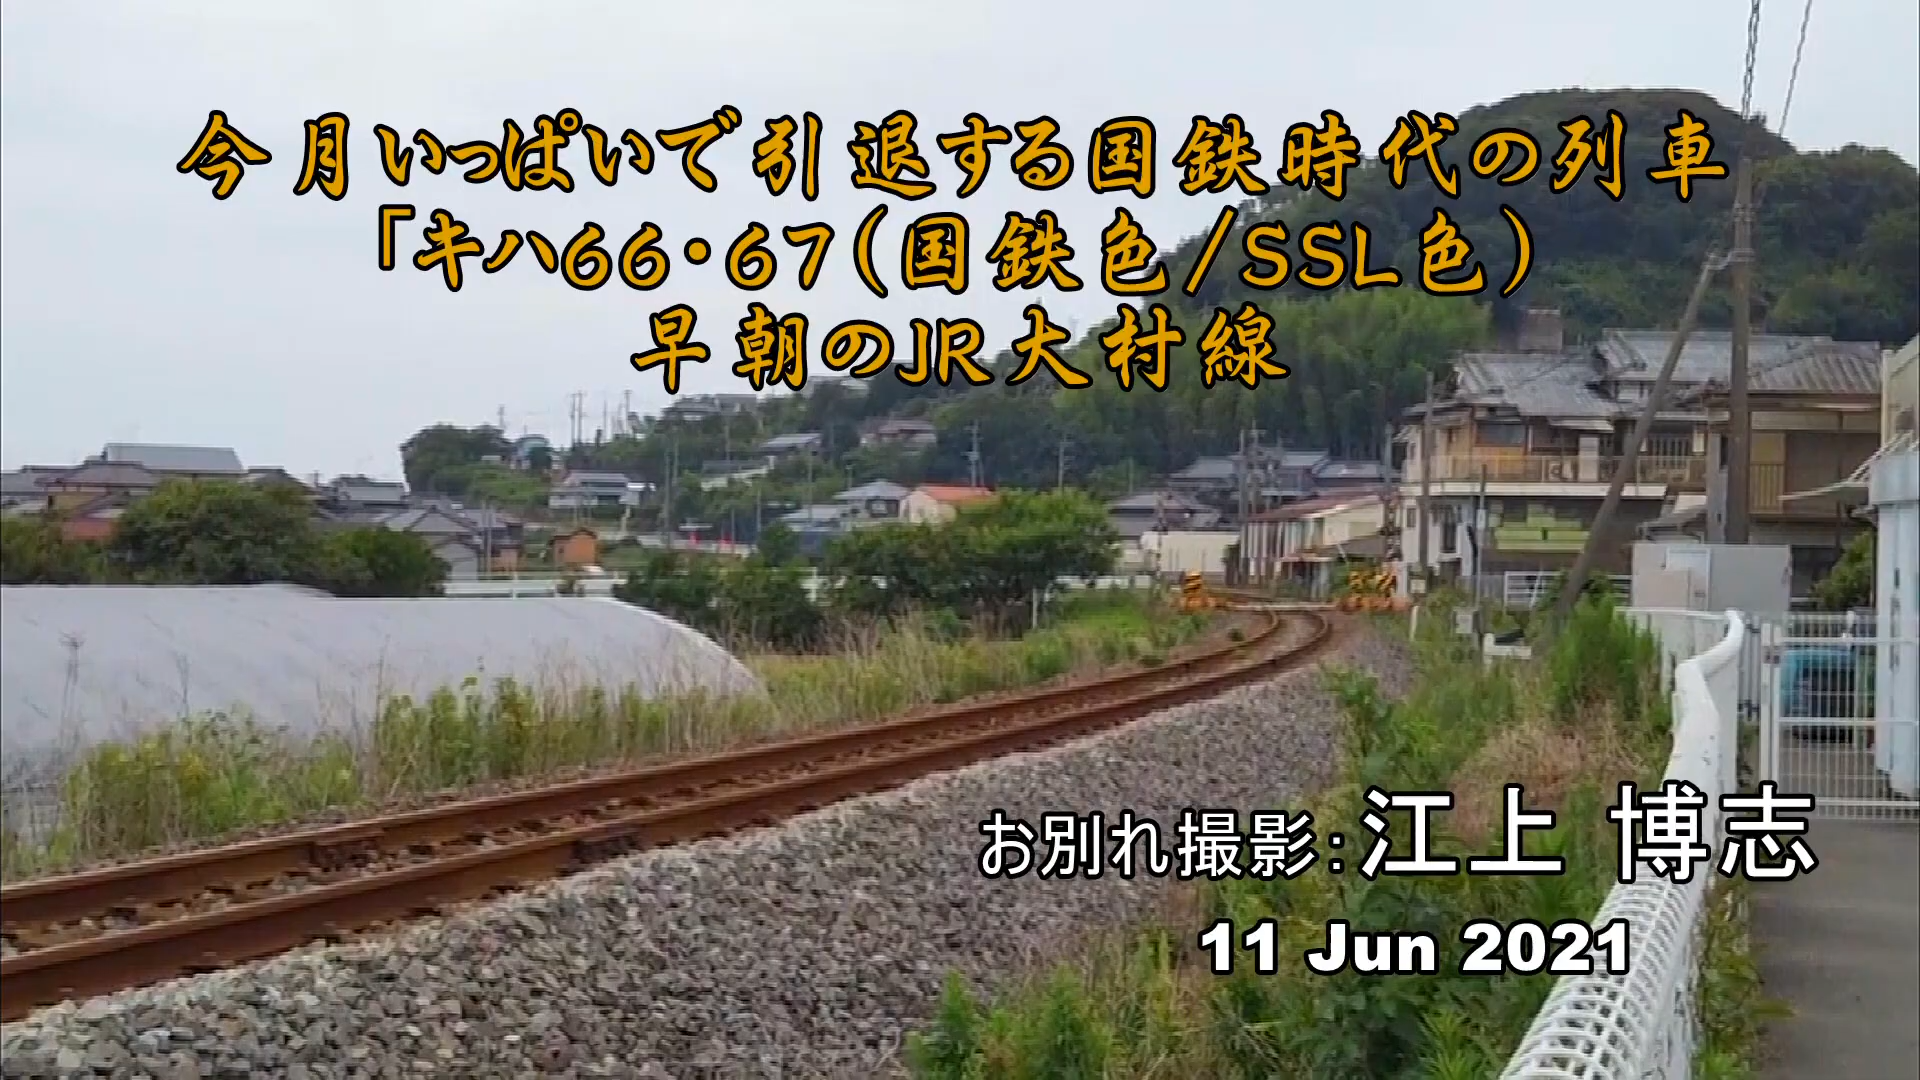 今月いっぱいで引退する国鉄時代の列車
「キハ66・67（国鉄色/SSL色）
早朝のJR大村線
お別れ撮影：江上 博志
11 Jun 2021